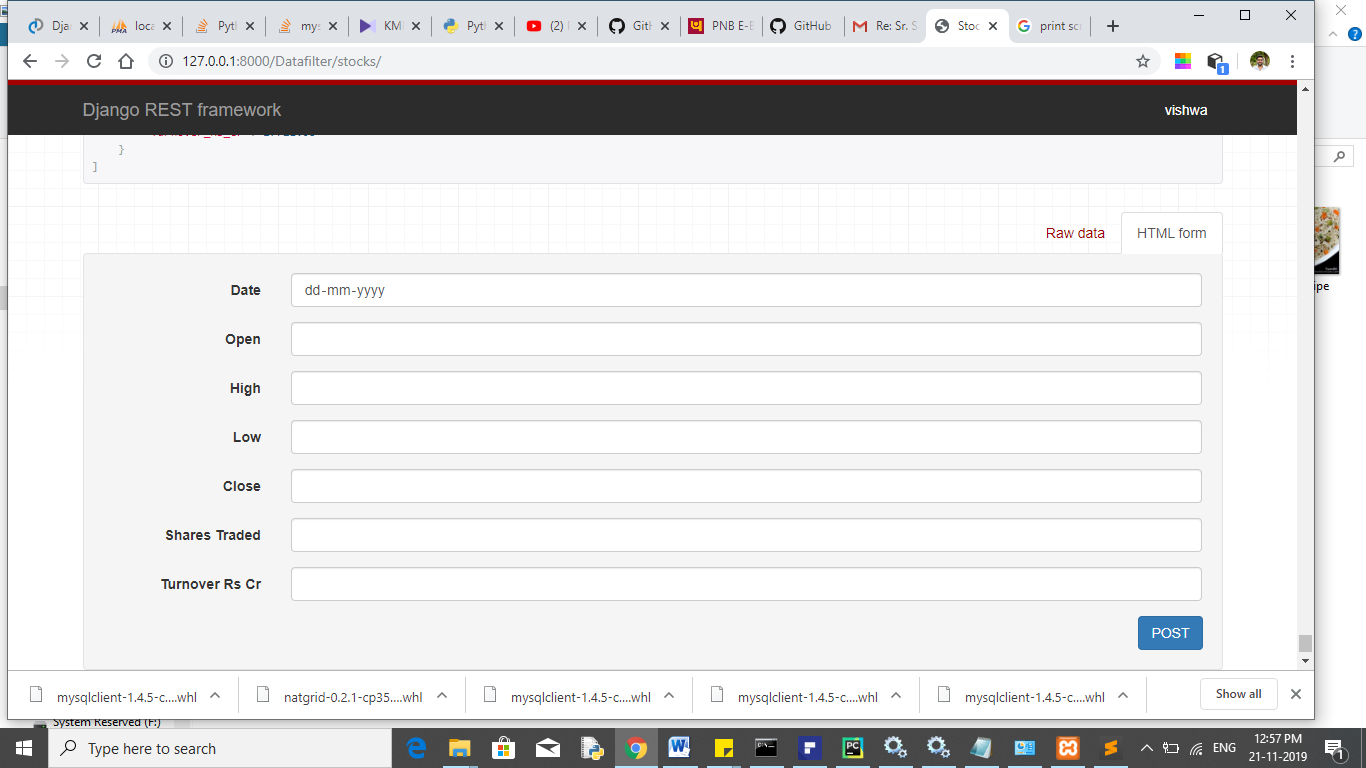 Dja
loca
Pyth
mys
KMI
Pyth
(2)
GitH
PNB E-B
GitHub
Re: Sr. S
Stoc
print scr
127.0.0.1:8000/Datafilter/stocks/
1
Django REST framework
vishwa
}
]
Raw data
HTML form
Date
dd-mm-yyyy
Open
High
Low
Close
Shares Traded
Turnover Rs Cr
POST
ipe
mysqlclient-1.4.5-c....whl
natgrid-0.2.1-cp35....whl
mysqlclient-1.4.5-c....whl
mysqlclient-1.4.5-c....whl
mysqlclient-1.4.5-c....whl
Show all
System Reserved (F:)
Type here to search
ENG
12:57 PM
21-11-2019
1